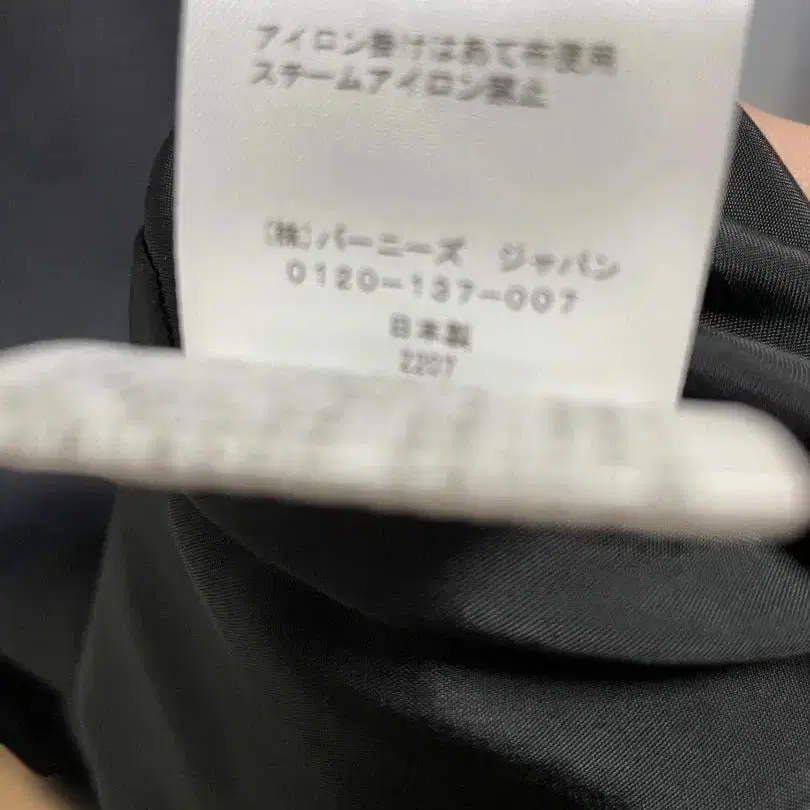 アイロン掛けはあて布使用
スチームアイロン禁止
(株)バーニーズ ジャパン
0120-137-007
日本製
2207